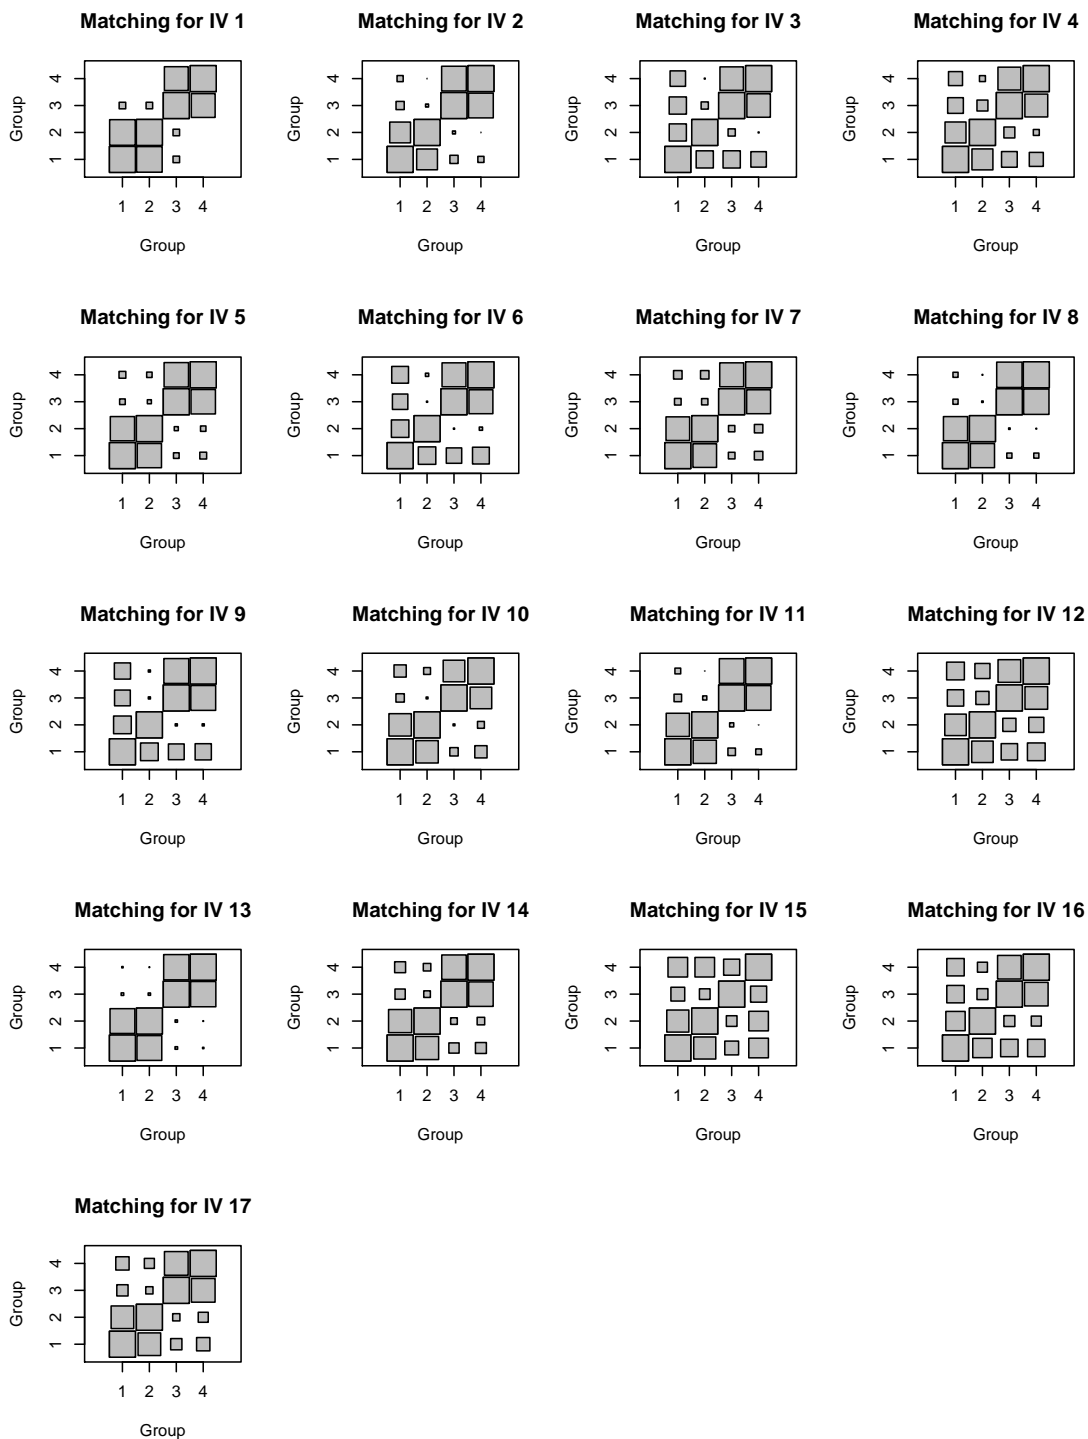 Matching for IV 1
Group
4
3
2
1
1 2 3 4
Group
Matching for IV 2
Group
4
3
2
1
1 2 3 4
Group
Matching for IV 3
Group
4
3
2
1
1 2 3 4
Group
Matching for IV 4
Group
4
3
2
1
1 2 3 4
Group
Matching for IV 5
Group
4
3
2
1
1 2 3 4
Group
Matching for IV 6
Group
4
3
2
1
1 2 3 4
Group
Matching for IV 7
Group
4
3
2
1
1 2 3 4
Group
Matching for IV 8
Group
4
3
2
1
1 2 3 4
Group
Matching for IV 9
Group
4
3
2
1
1 2 3 4
Group
Matching for IV 10
Group
4
3
2
1
1 2 3 4
Group
Matching for IV 11
Group
4
3
2
1
1 2 3 4
Group
Matching for IV 12
Group
4
3
2
1
1 2 3 4
Group
Matching for IV 13
Group
4
3
2
1
1 2 3 4
Group
Matching for IV 14
Group
4
3
2
1
1 2 3 4
Group
Matching for IV 15
Group
4
3
2
1
1 2 3 4
Group
Matching for IV 16
Group
4
3
2
1
1 2 3 4
Group
Matching for IV 17
Group
4
3
2
1
1 2 3 4
Group